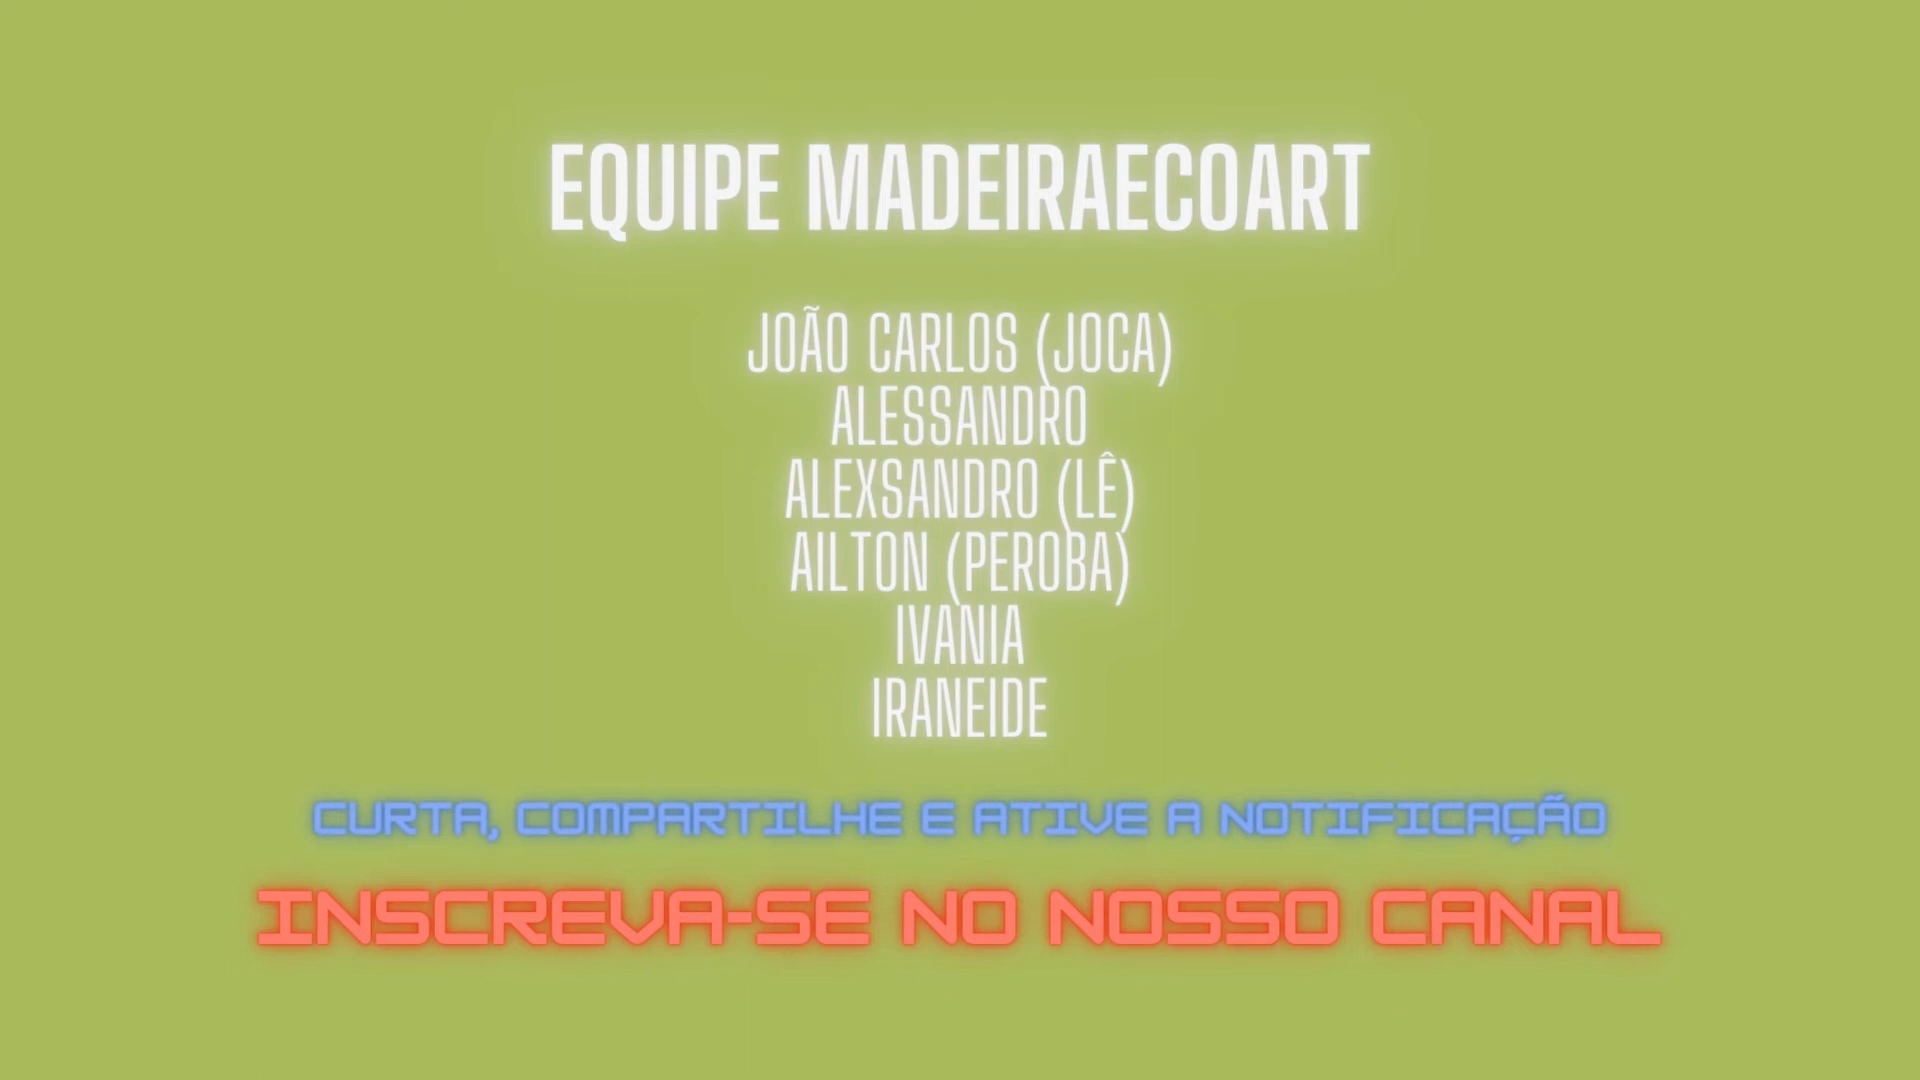 EQUIPE MADEIRAECOART
JOÃO CARLOS (JOCA)
ALESSANDRO
ALEXSANDRO (LÊ)
AILTON (PEROBA)
IVANIA
IRANEIDE
CURTA, COMPARTILHE E ATIVE A NOTIFICAÇÃO
INSCREVA-SE NO NOSSO CANAL